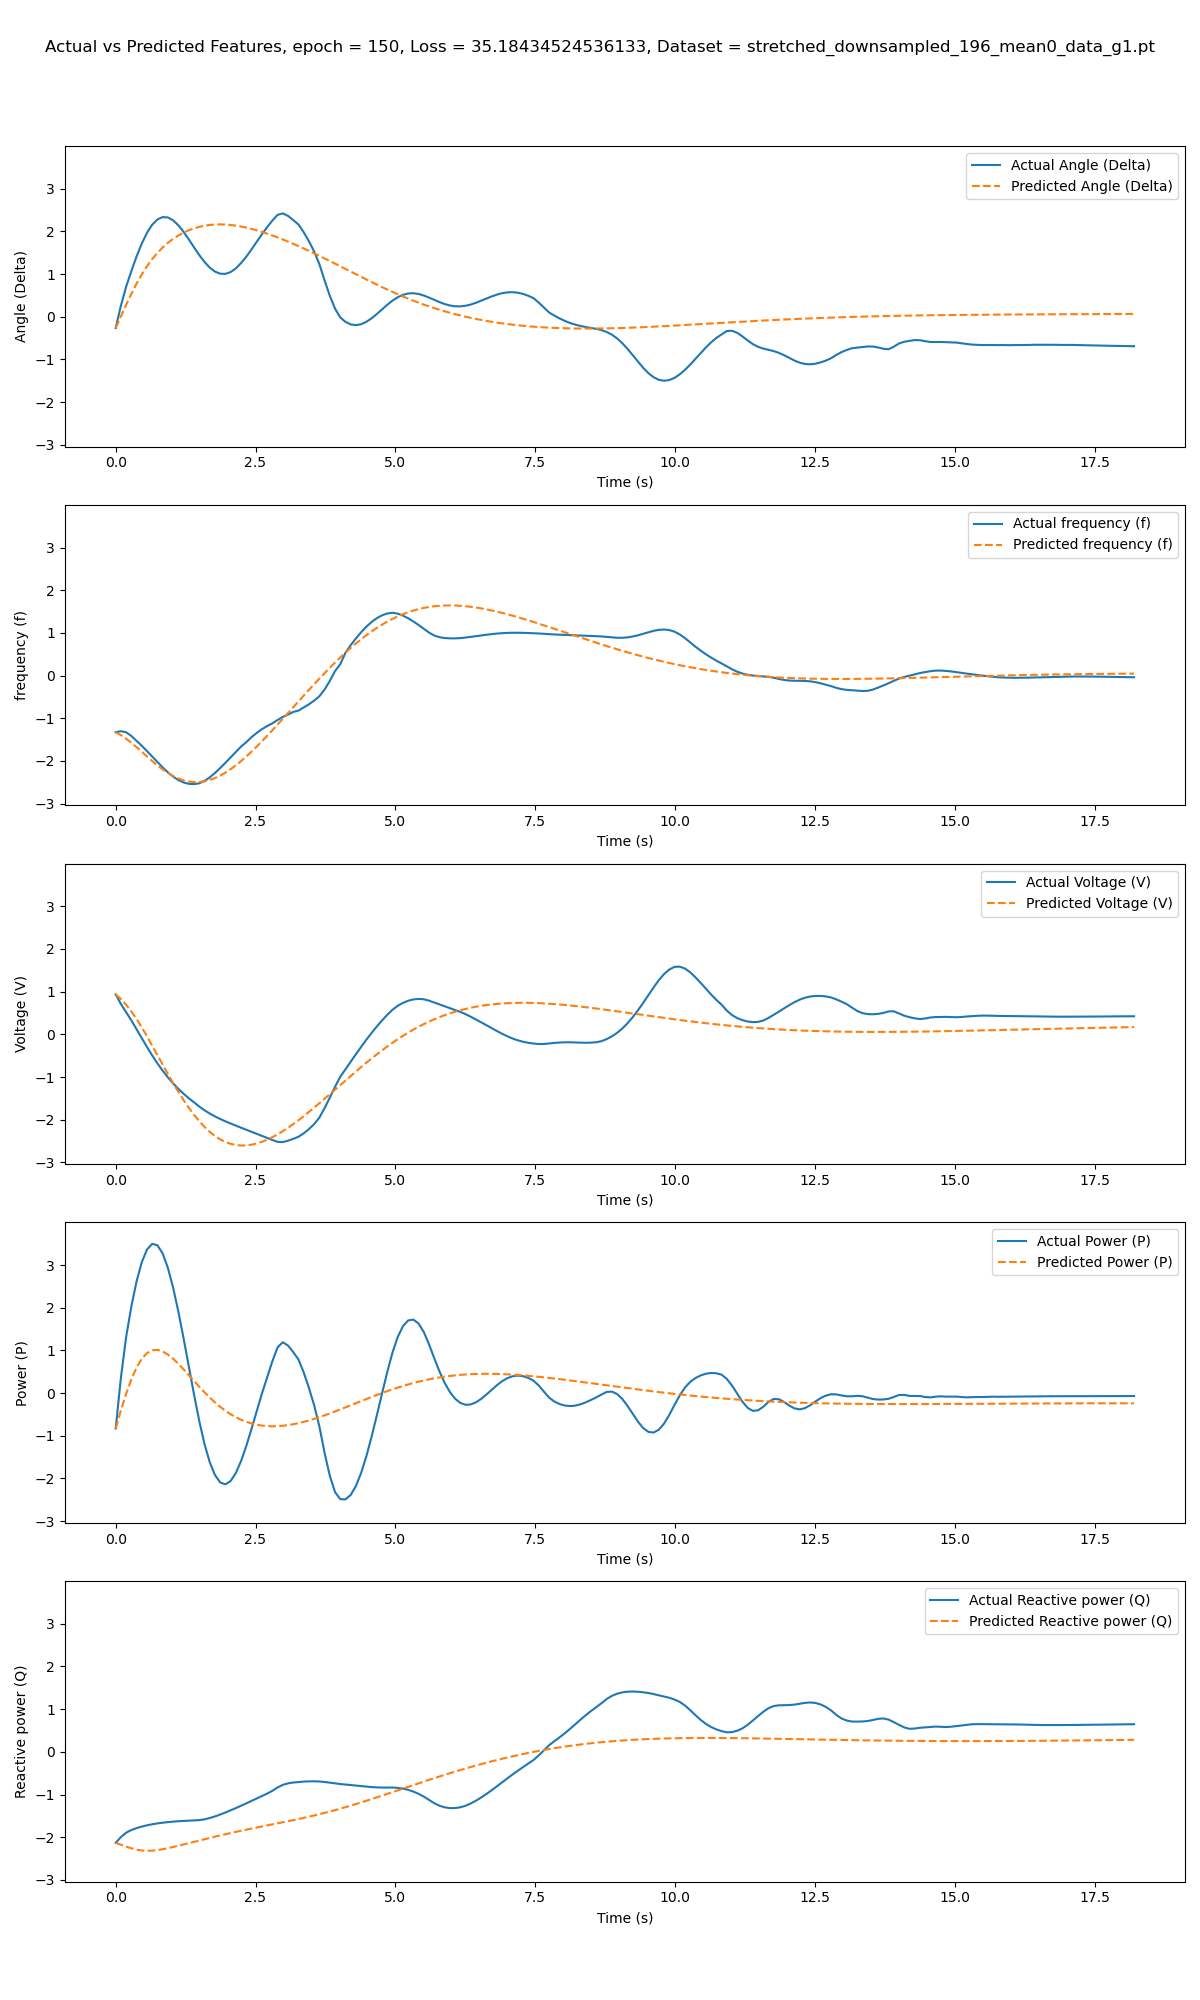 Actual vs Predicted Features, epoch = 150, Loss = 35.18434524536133, Dataset = stretched_downsampled_196_mean0_data_g1.pt
Actual Angle (Delta)
Predicted Angle (Delta)
Angle (Delta)
3
2
1
0
−1
−2
−3
0.0 2.5 5.0 7.5 10.0 12.5 15.0 17.5
Time (s)
Actual frequency (f)
Predicted frequency (f)
frequency (f)
3
2
1
0
−1
−2
−3
0.0 2.5 5.0 7.5 10.0 12.5 15.0 17.5
Time (s)
Actual Voltage (V)
Predicted Voltage (V)
Voltage (V)
3
2
1
0
−1
−2
−3
0.0 2.5 5.0 7.5 10.0 12.5 15.0 17.5
Time (s)
Actual Power (P)
Predicted Power (P)
Power (P)
3
2
1
0
−1
−2
−3
0.0 2.5 5.0 7.5 10.0 12.5 15.0 17.5
Time (s)
Actual Reactive power (Q)
Predicted Reactive power (Q)
Reactive power (Q)
3
2
1
0
−1
−2
−3
0.0 2.5 5.0 7.5 10.0 12.5 15.0 17.5
Time (s)